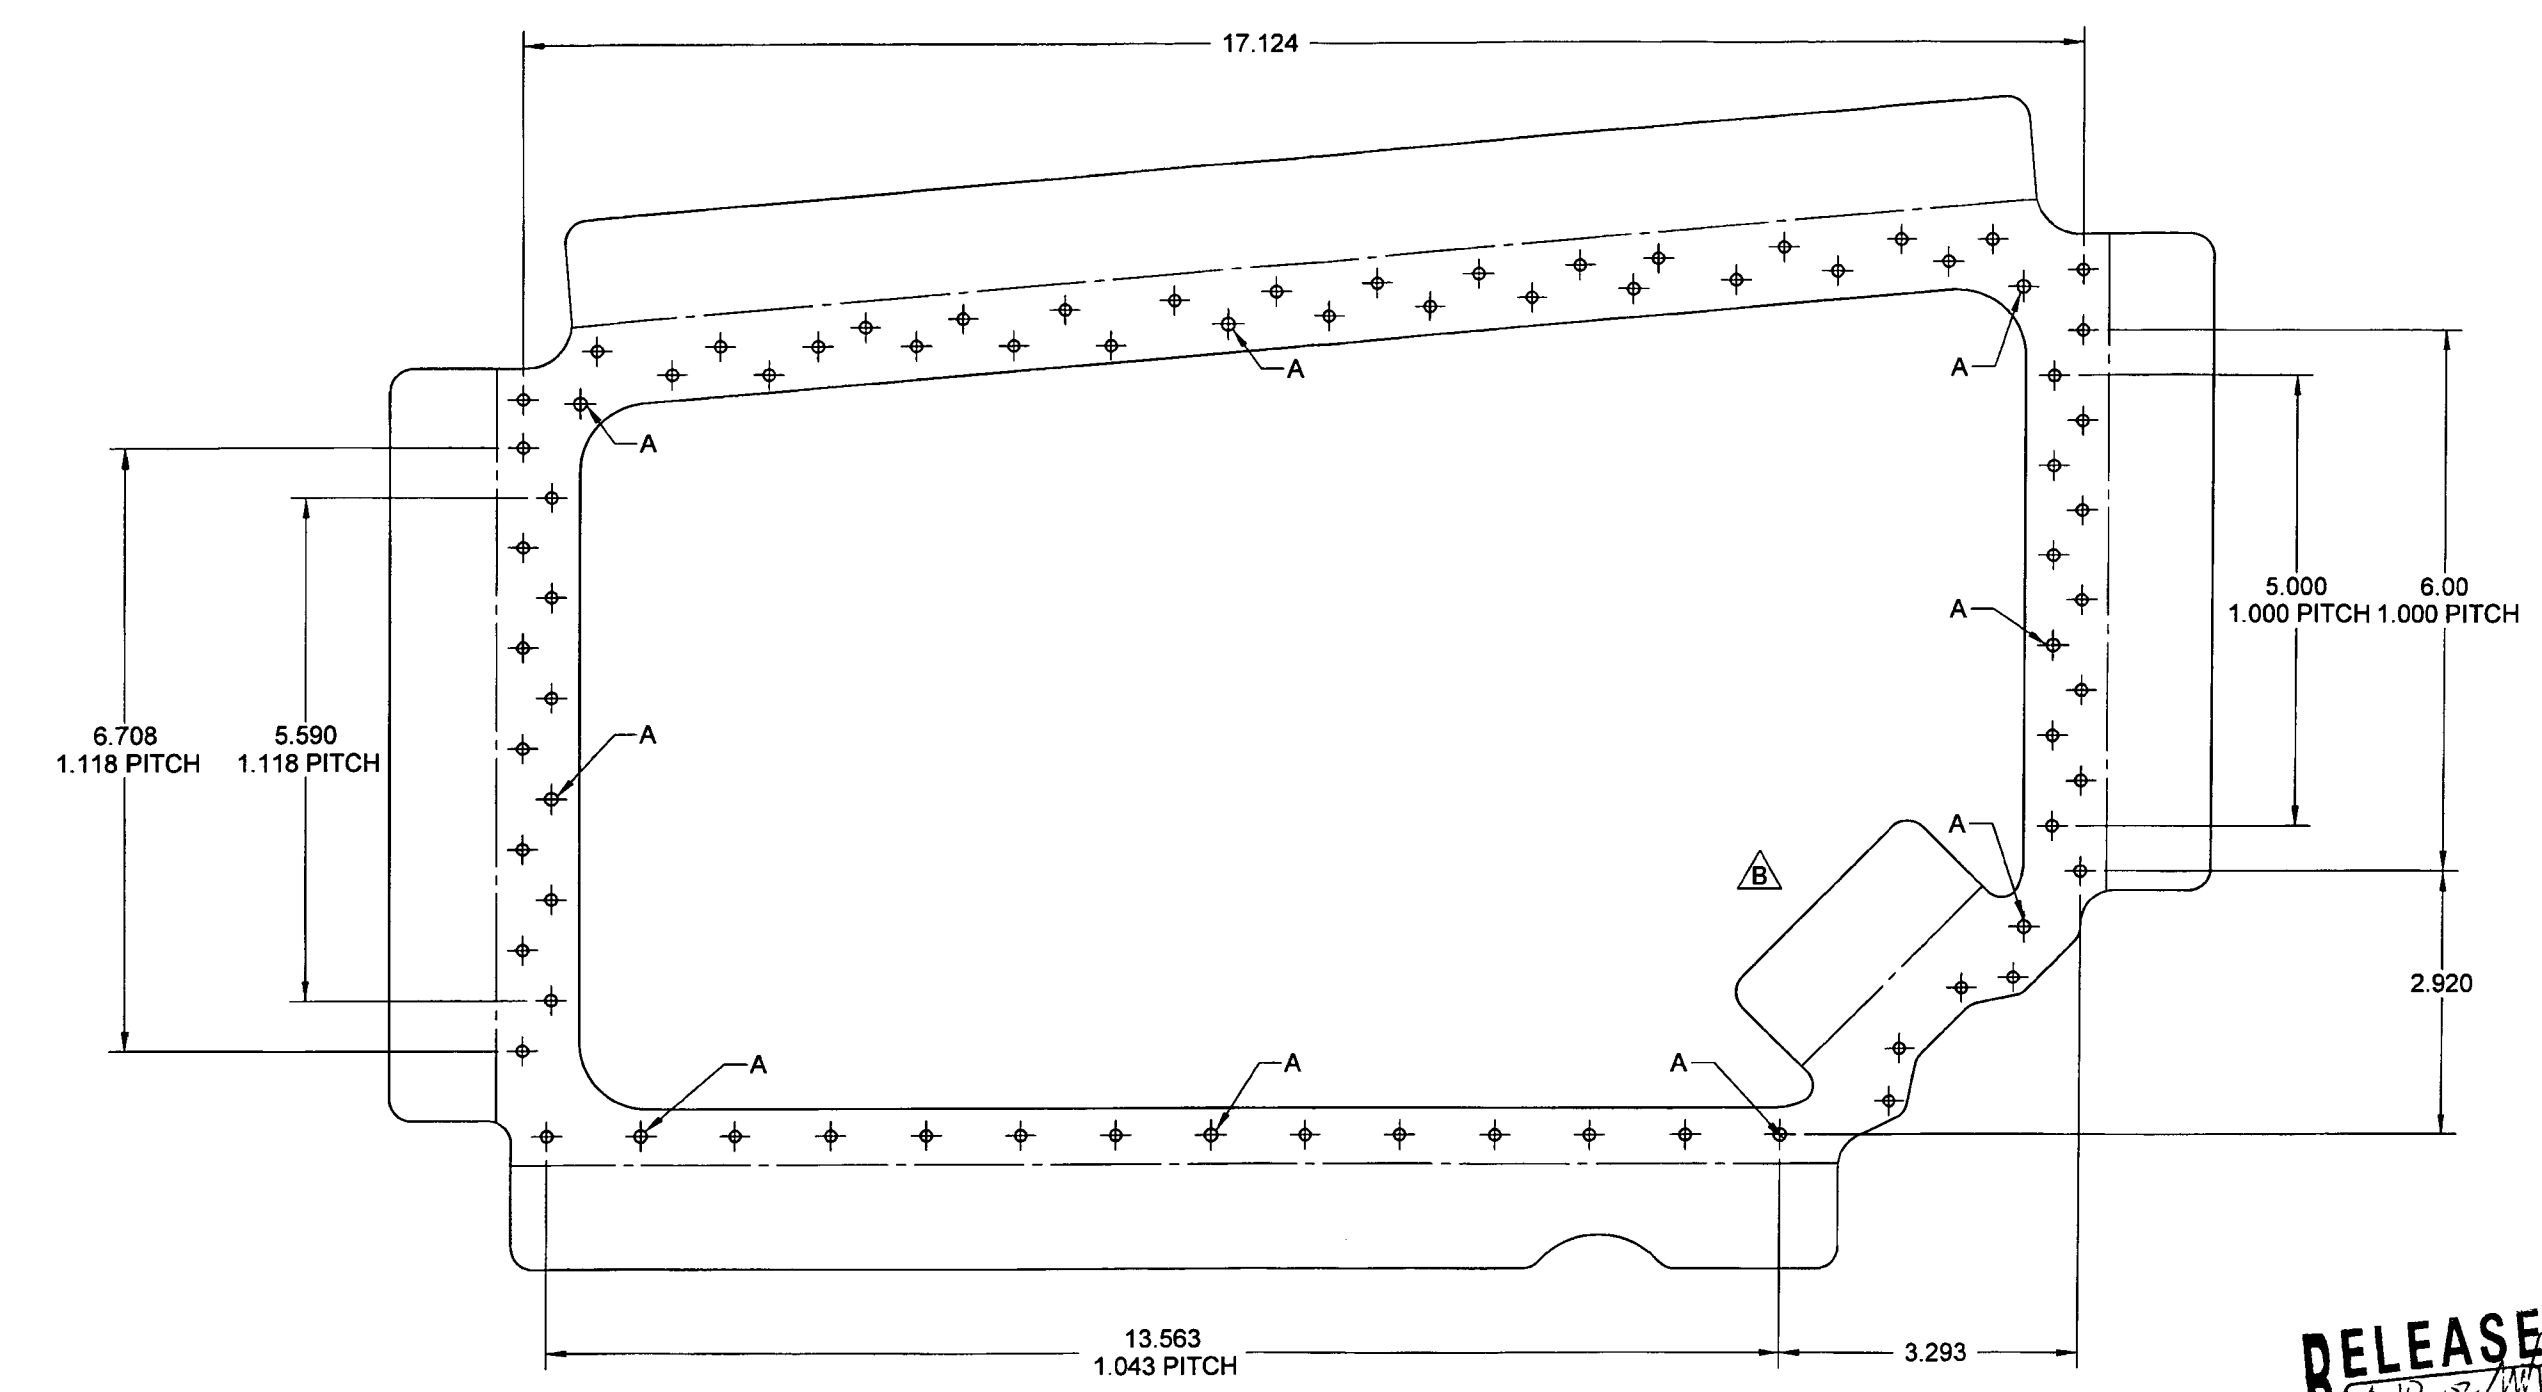 17.124
A
A
A
5.000
1.000 PITCH
6.00
1.000 PITCH
A
6.708
1.118 PITCH
5.590
1.118 PITCH
A
A
B
2.920
A
A
A
13.563
1.043 PITCH
3.293
RELEASE